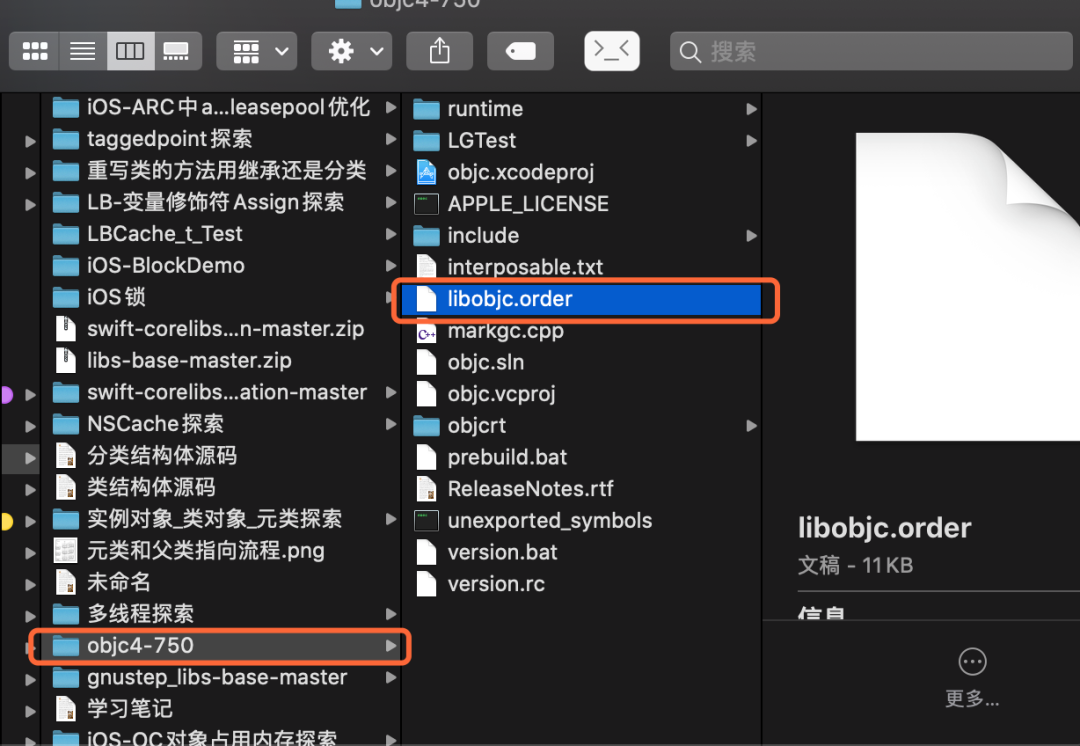 objc4-750
搜索
iOS-ARC中a...leasepool优化
taggedpoint探索
重写类的方法用继承还是分类
LB-变量修饰符Assign探索
LBCache_t_Test
iOS-BlockDemo
iOS锁
swift-corelibs...n-master.zip
libs-base-master.zip
swift-corelibs...ation-master
NSCache探索
分类结构体源码
类结构体源码
实例对象_类对象_元类探索
元类和父类指向流程.png
未命名
多线程探索
objc4-750
gnustep_libs-base-master
学习笔记
iOS-OC对象占用内存探索
runtime
LGTest
objc.xcodeproj
APPLE_LICENSE
include
interposable.txt
libobjc.order
markgc.cpp
objc.sln
objc.vcproj
objcrt
prebuild.bat
ReleaseNotes.rtf
unexported_symbols
version.bat
version.rc
libobjc.order
文稿 - 11 KB
信息
更多...